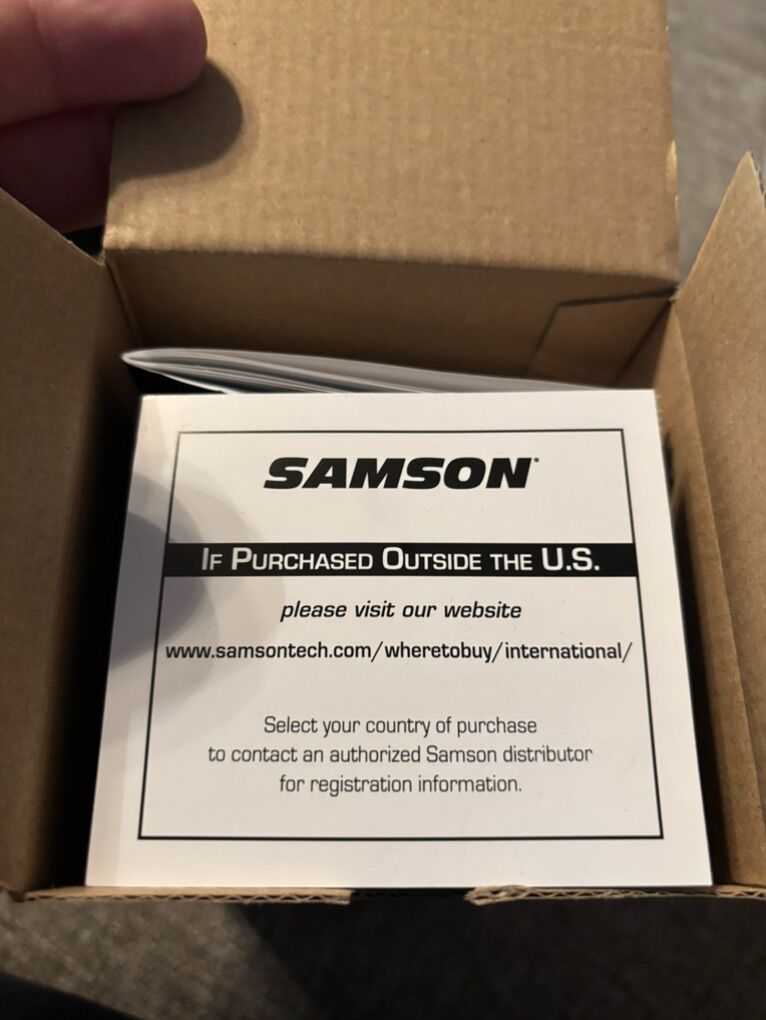 SAMSON®
IF PURCHASED OUTSIDE THE U.S.
please visit our website
www.samsontech.com/wheretobuy/international/
Select your country of purchase
to contact an authorized Samson distributor
for registration information.